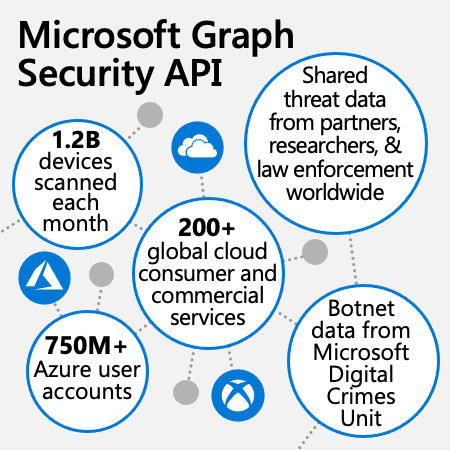 Microsoft Graph
Security API
Shared
threat data
from partners,
researchers, &
law enforcement
worldwide
1.2B
devices
scanned
each
month
200+
global cloud
consumer and
commercial
services
750M+
Azure user
accounts
Botnet
data from
Microsoft
Digital
Crimes
Unit